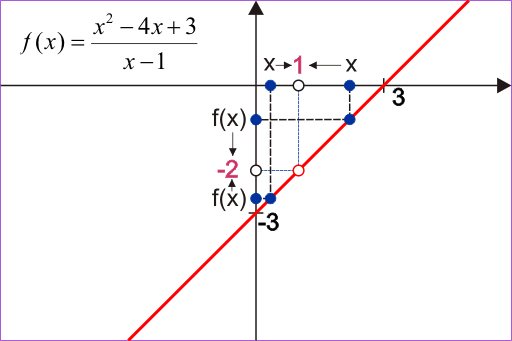 f(x) = (x² − 4x + 3)/(x − 1)
x→1←x
3
f(x)
-2
f(x)
-3